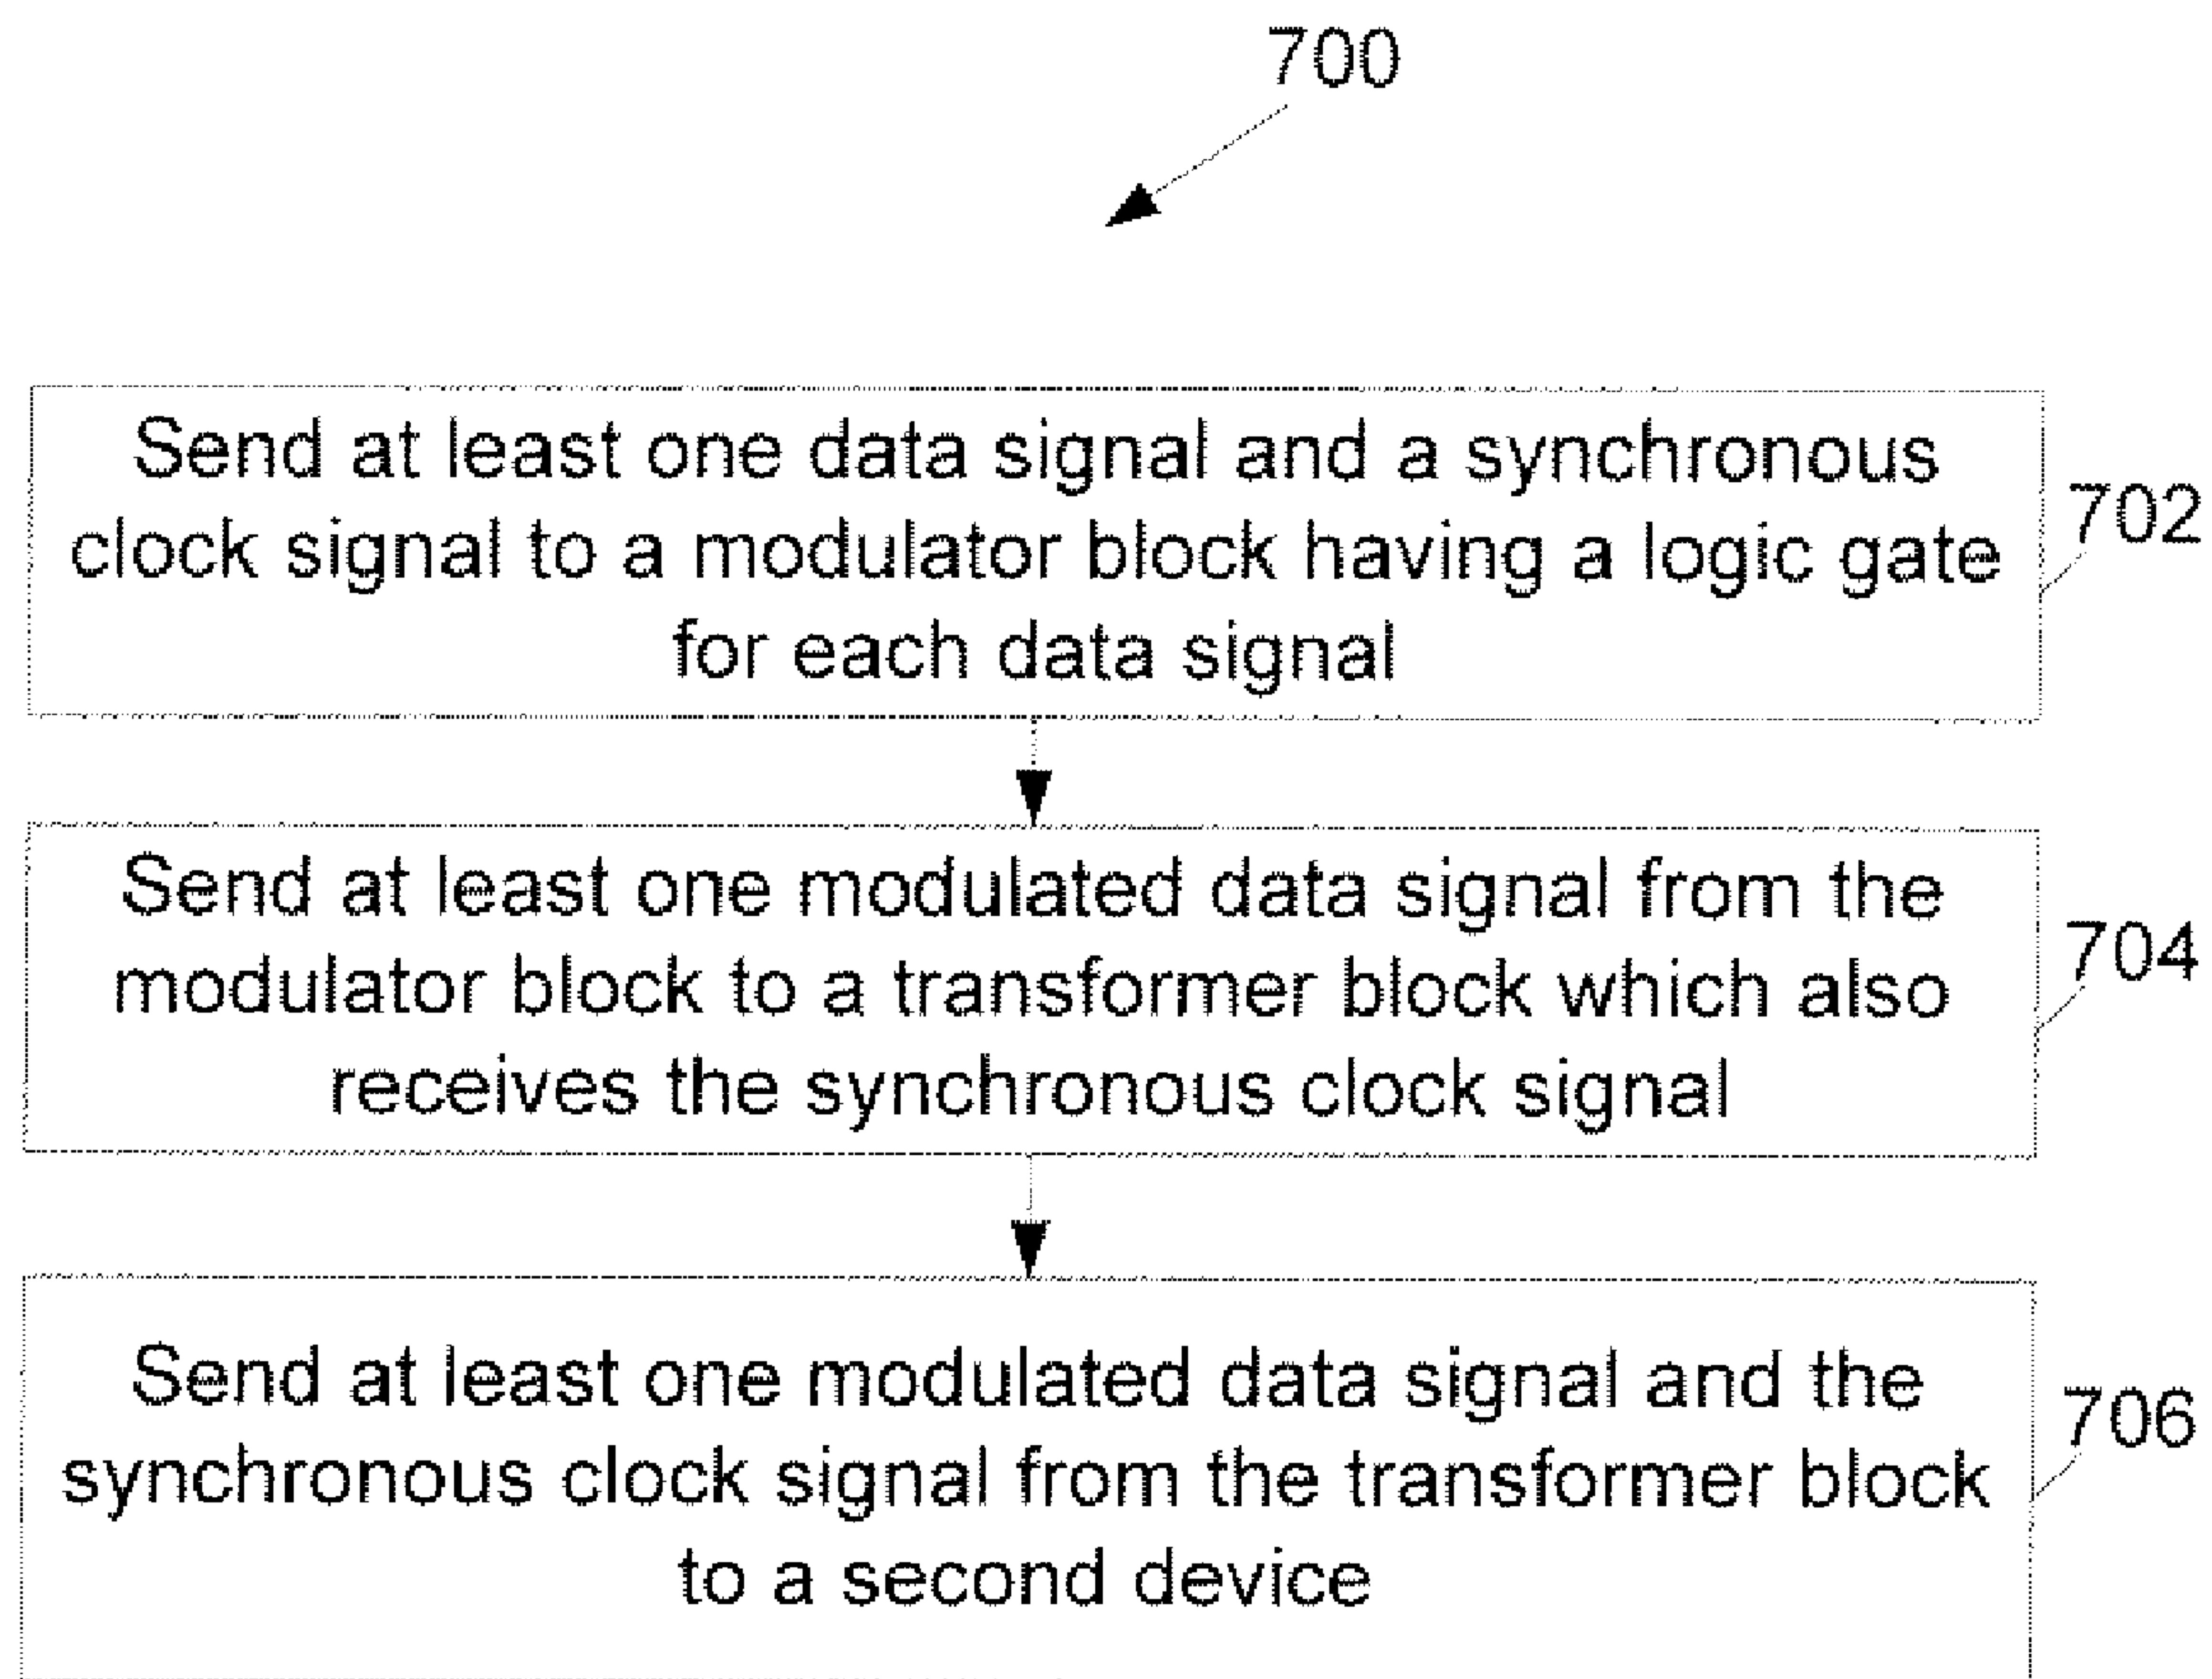 700
Send at least one data signal and a synchronous
clock signal to a modulator block having a logic gate
for each data signal
702
Send at least one modulated data signal from the
modulator block to a transformer block which also
receives the synchronous clock signal
704
Send at least one modulated data signal and the
synchronous clock signal from the transformer block
to a second device
706